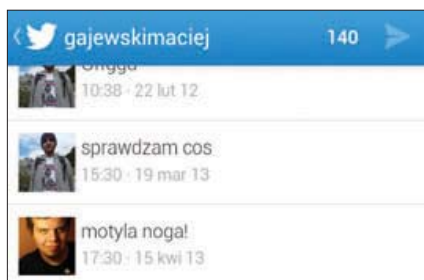 gajewskimaciej 140
10:38 · 22 lut 12
sprawdzam cos
15:30 · 19 mar 13
motyla noga!
17:30 · 15 kwi 13